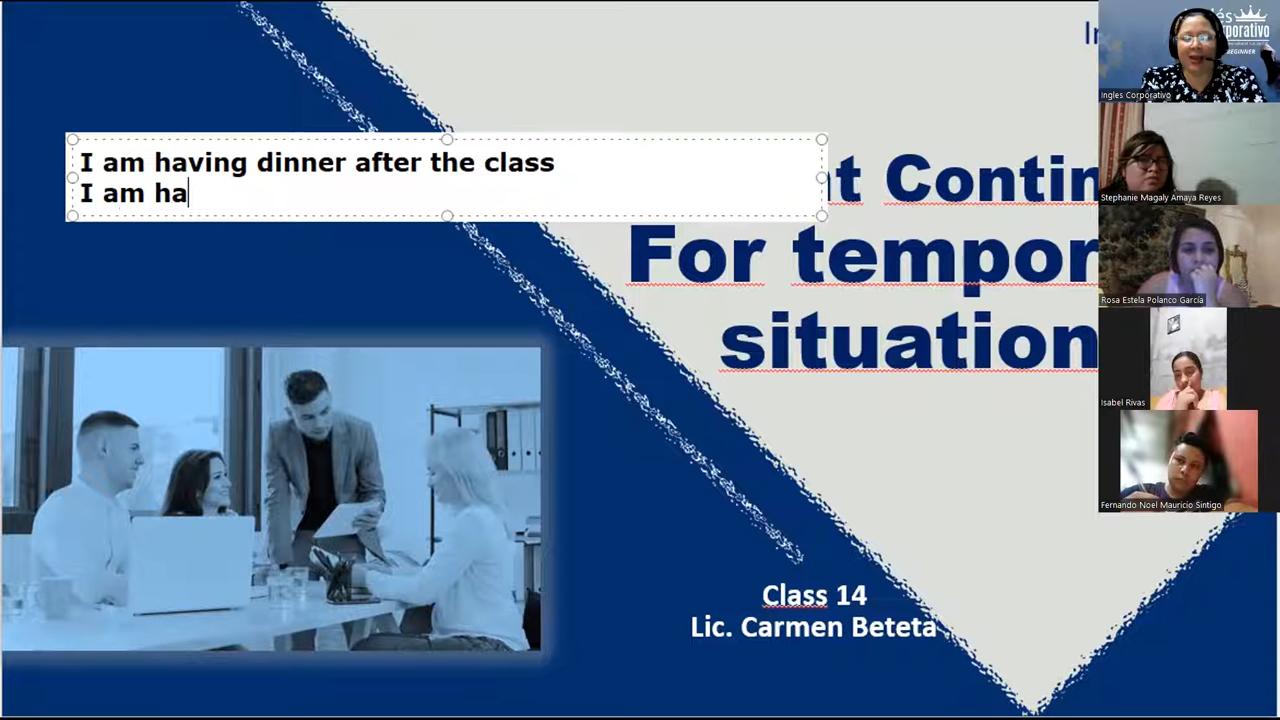 I am having dinner after the class
I am ha
t Contin
For tempor
situation
Class 14
Lic. Carmen Beteta
Ingles Corporativo
Stephanie Magaly Amaya Reyes
Rosa Estela Polanco García
Isabel Rivas
Fernando Noel Mauricio Sintigo